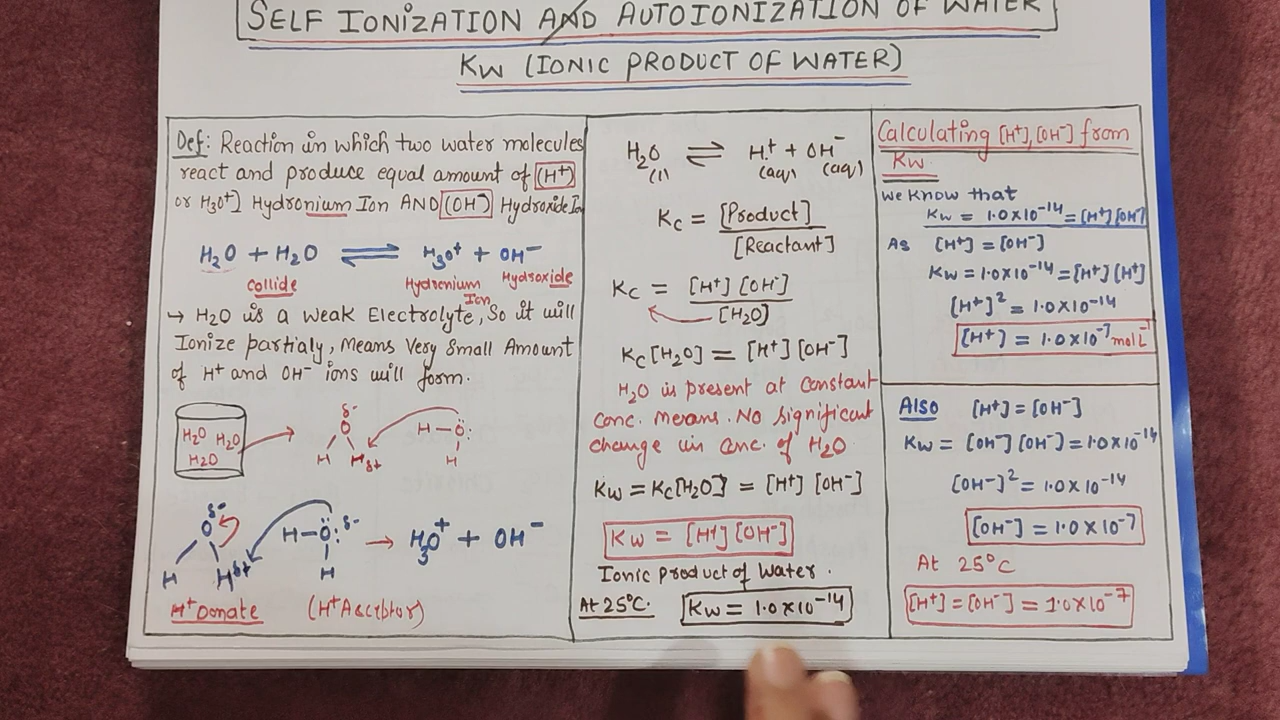 SELF IONIZATION AND AUTOIONIZATION OF WATER
KW (IONIC PRODUCT OF WATER)
Def: Reaction in which two water molecules
react and produce equal amount of (H⁺)
or H₃O⁺] Hydronium Ion AND (OH⁻) Hydroxide Ion
H₂O + H₂O ⇌ H₃O⁺ + OH⁻
collide Hydronium Ion Hydroxide
→ H₂O is a weak Electrolyte, So it will
Ionize partialy, Means Very Small Amount
of H⁺ and OH⁻ ions will form.
H₂O H₂O
H₂O
δ-
O H-O:
H Hδ+ H
δ- δ-
O H-O: → H₃O⁺ + OH⁻
H Hδ+ H
H⁺Donate (H⁺Acceptor)
H₂O ⇌ H⁺ + OH⁻
(l) (aq) (aq)
Kc = [Product]
[Reactant]
Kc = [H⁺] [OH⁻]
[H₂O]
Kc[H₂O] = [H⁺] [OH⁻]
H₂O is present at constant
conc. means. No significant
change in conc. of H₂O
Kw = Kc[H₂O] = [H⁺] [OH⁻]
Kw = [H⁺] [OH⁻]
Ionic product of water.
At 25°C. Kw = 1.0×10⁻¹⁴
Calculating [H⁺], [OH⁻] from
Kw.
we know that
Kw = 1.0×10⁻¹⁴ = [H⁺] [OH⁻]
As [H⁺] = [OH⁻]
Kw = 1.0×10⁻¹⁴ = [H⁺] [H⁺]
[H⁺]² = 1.0×10⁻¹⁴
[H⁺] = 1.0×10⁻⁷ mol L⁻¹
Also [H⁺] = [OH⁻]
Kw = [OH⁻] [OH⁻] = 1.0×10⁻¹⁴
[OH⁻]² = 1.0×10⁻¹⁴
[OH⁻] = 1.0×10⁻⁷
At 25°C
[H⁺] = [OH⁻] = 1.0×10⁻⁷